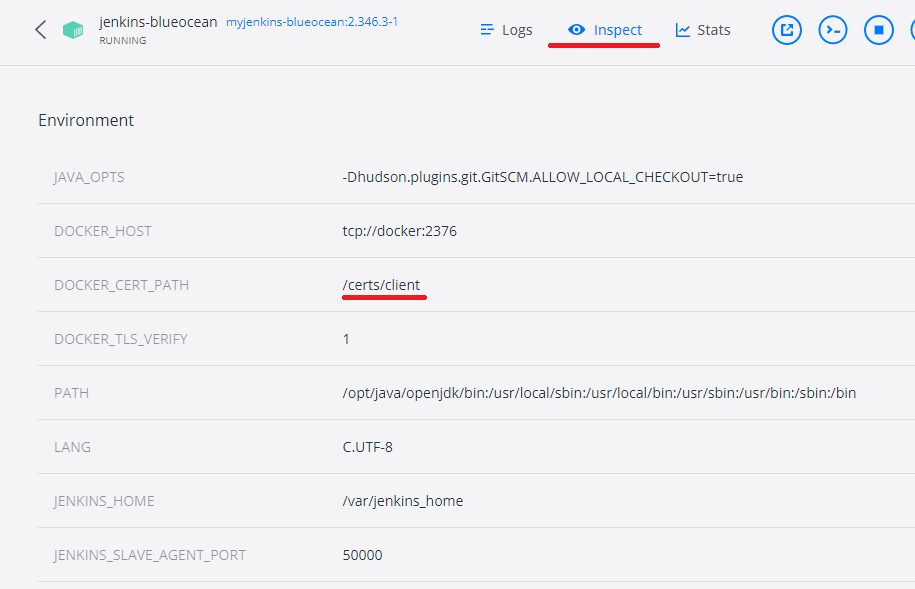 jenkins-blueocean myjenkins-blueocean:2.346.3-1
RUNNING
Logs
Inspect
Stats
Environment
JAVA_OPTS -Dhudson.plugins.git.GitSCM.ALLOW_LOCAL_CHECKOUT=true
DOCKER_HOST tcp://docker:2376
DOCKER_CERT_PATH /certs/client
DOCKER_TLS_VERIFY 1
PATH /opt/java/openjdk/bin:/usr/local/sbin:/usr/local/bin:/usr/sbin:/usr/bin:/sbin:/bin
LANG C.UTF-8
JENKINS_HOME /var/jenkins_home
JENKINS_SLAVE_AGENT_PORT 50000